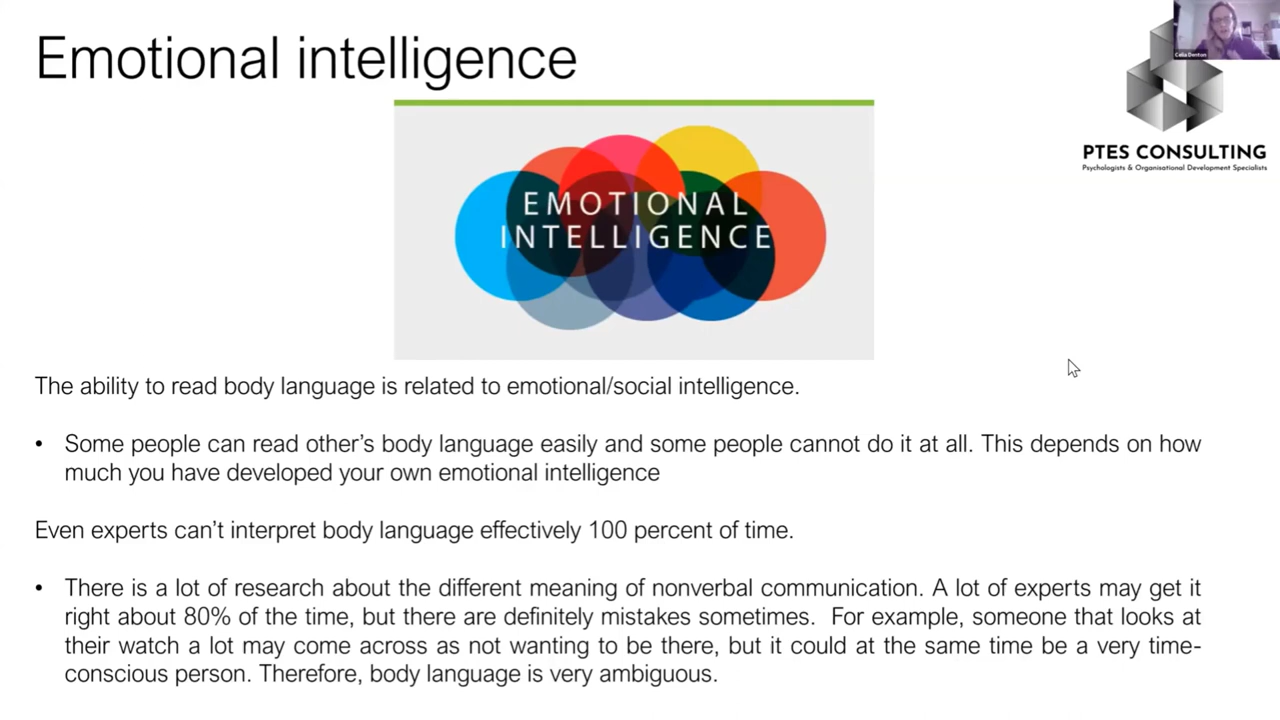 Emotional intelligence
Celia Denton
PTES CONSULTING
Psychologists & Organisational Development Specialists
EMOTIONAL
INTELLIGENCE
The ability to read body language is related to emotional/social intelligence.
• Some people can read other's body language easily and some people cannot do it at all. This depends on how
much you have developed your own emotional intelligence
Even experts can't interpret body language effectively 100 percent of time.
• There is a lot of research about the different meaning of nonverbal communication. A lot of experts may get it
right about 80% of the time, but there are definitely mistakes sometimes. For example, someone that looks at
their watch a lot may come across as not wanting to be there, but it could at the same time be a very time-
conscious person. Therefore, body language is very ambiguous.